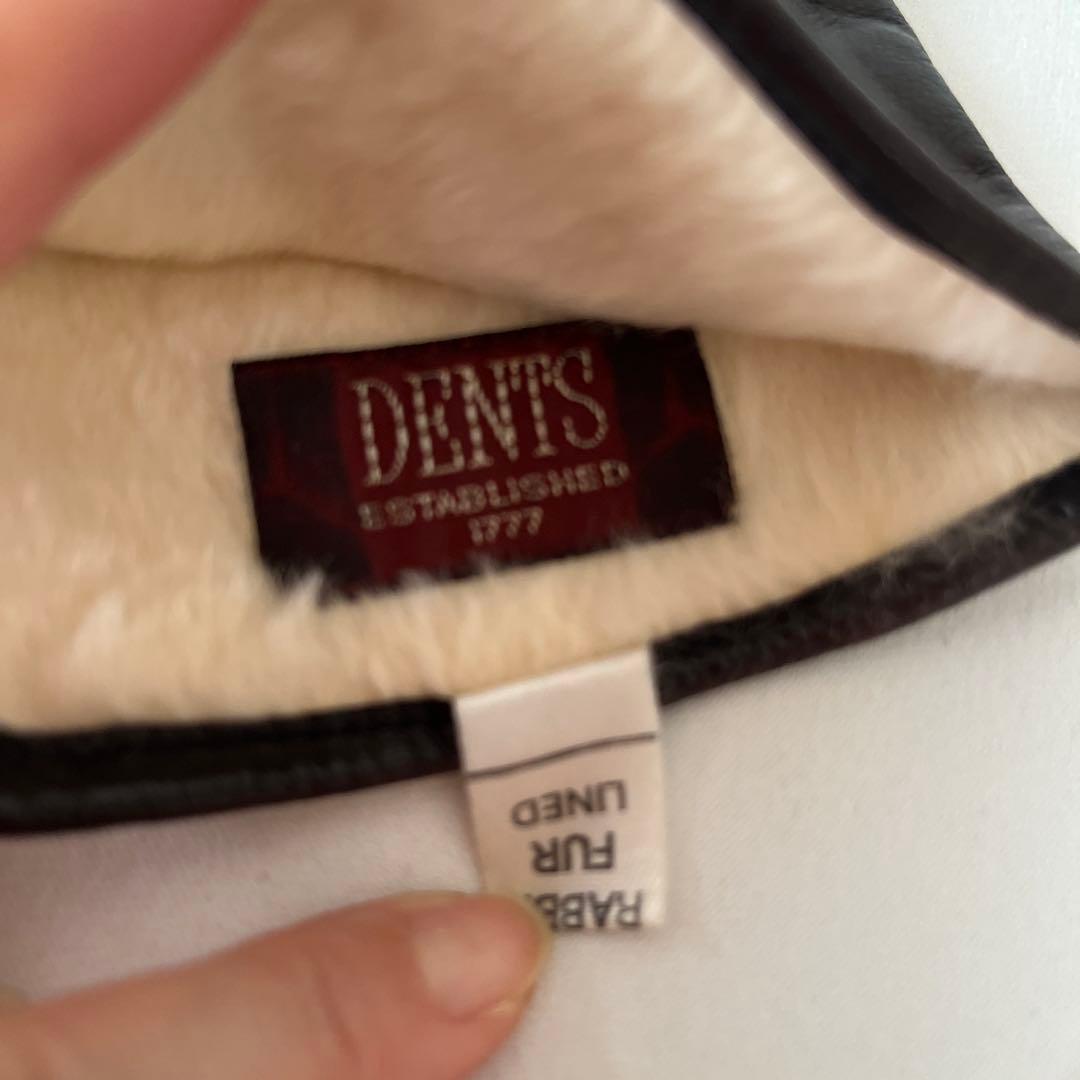 DENTS
ESTABLISHED
1777
FUR
LINED